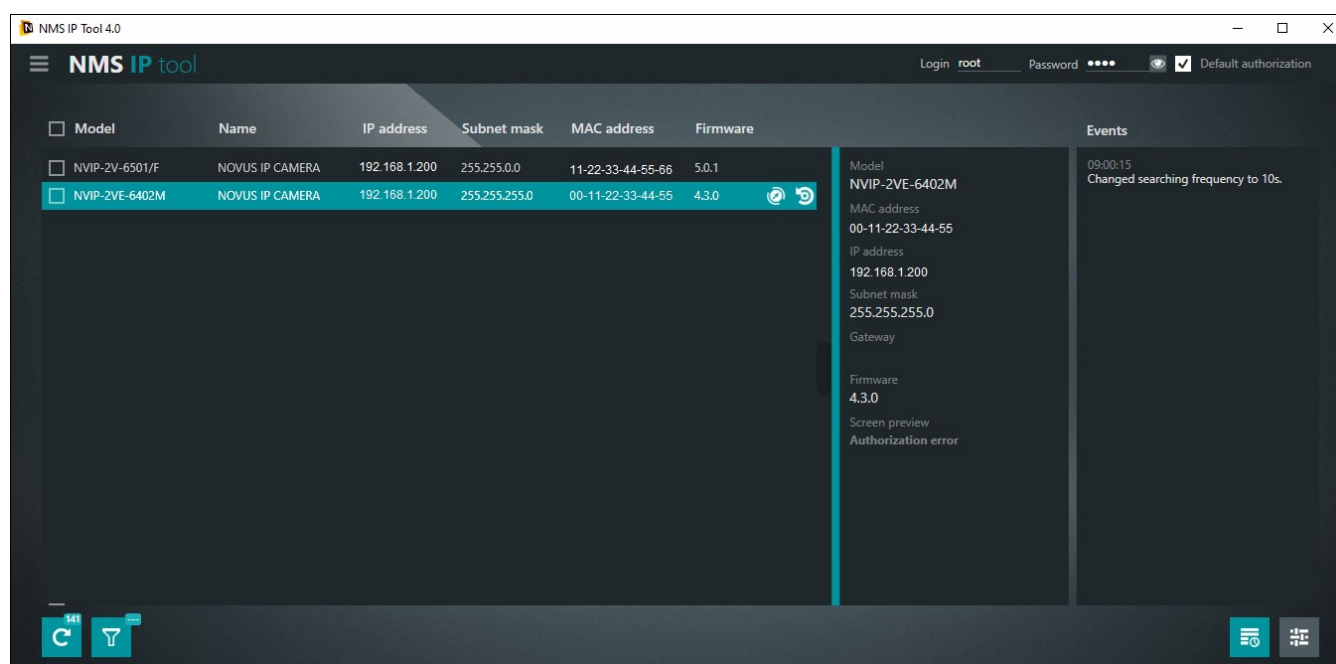 NMS IP Tool 4.0
NMS IP tool
Login root Password •••• Default authorization
Model Name IP address Subnet mask MAC address Firmware
NVIP-2V-6501/F NOVUS IP CAMERA 192.168.1.200 255.255.0.0 11-22-33-44-55-66 5.0.1
NVIP-2VE-6402M NOVUS IP CAMERA 192.168.1.200 255.255.255.0 00-11-22-33-44-55 4.3.0
Model
NVIP-2VE-6402M
MAC address
00-11-22-33-44-55
IP address
192.168.1.200
Subnet mask
255.255.255.0
Gateway
Firmware
4.3.0
Screen preview
Authorization error
Events
09:00:15
Changed searching frequency to 10s.
141
---